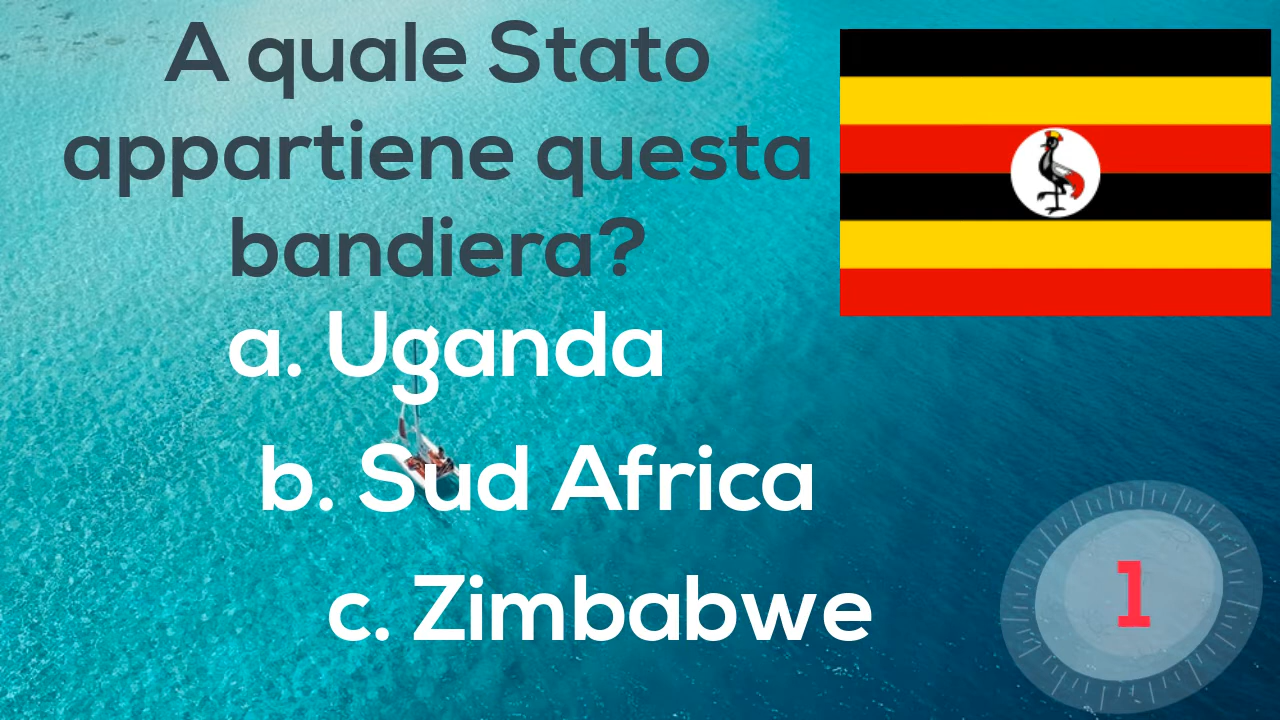 A quale Stato
appartiene questa
bandiera?
a. Uganda
b. Sud Africa
c. Zimbabwe
1